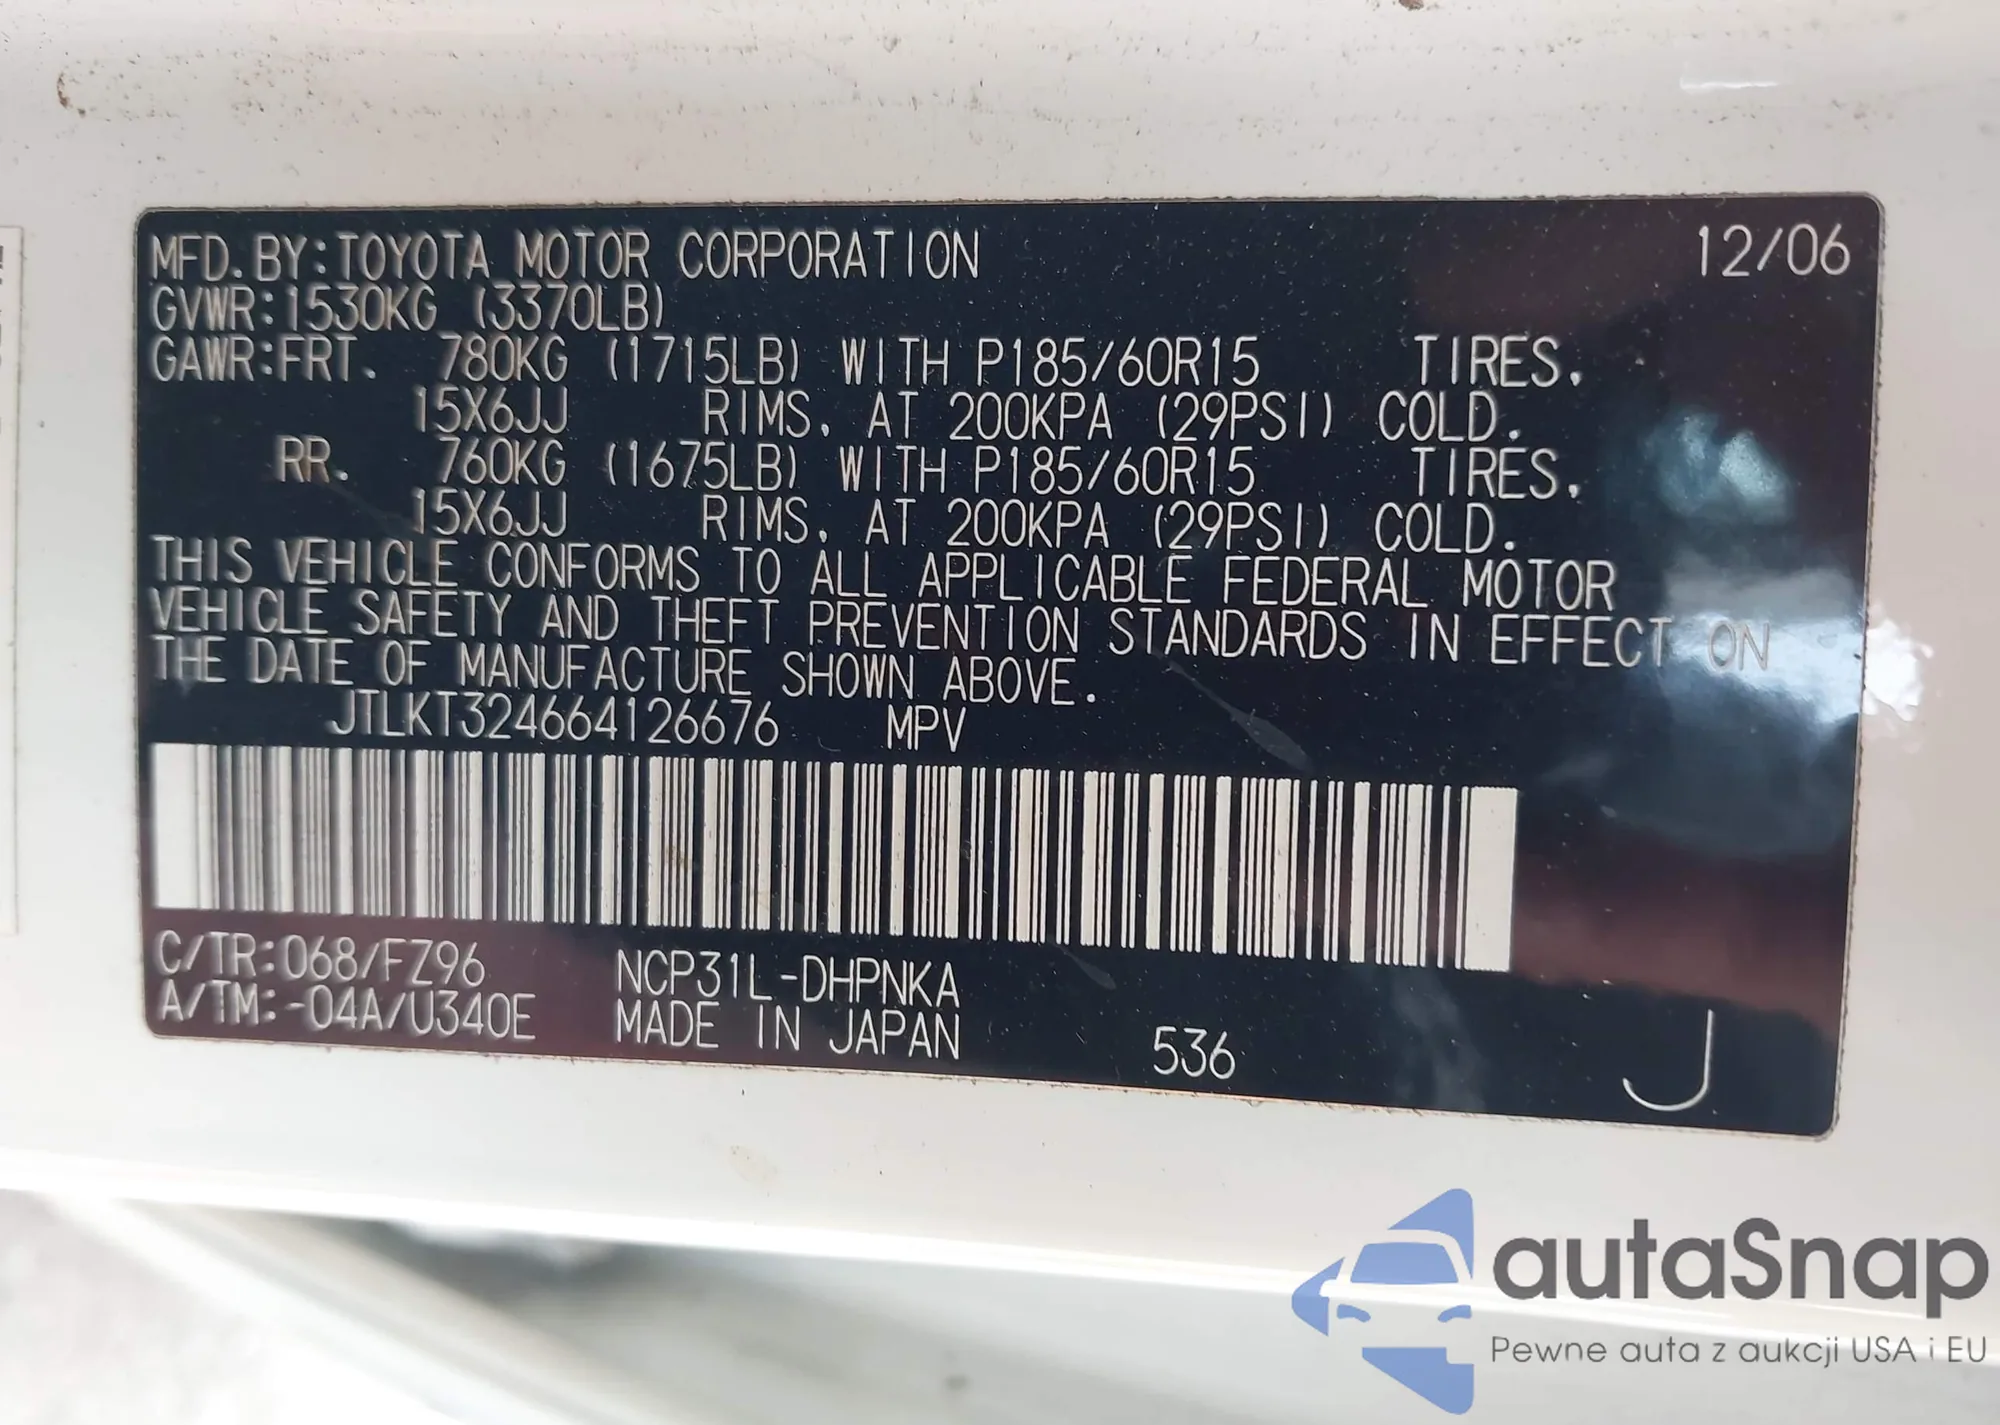 MFD. BY: TOYOTA MOTOR CORPORATION 12/06
GVWR: 1530KG (3370LB)
GAWR: FRT. 780KG (1715LB) WITH P185/60R15 TIRES,
15X6JJ RIMS, AT 200KPA (29PSI) COLD.
RR. 760KG (1675LB) WITH P185/60R15 TIRES,
15X6JJ RIMS, AT 200KPA (29PSI) COLD.
THIS VEHICLE CONFORMS TO ALL APPLICABLE FEDERAL MOTOR
VEHICLE SAFETY AND THEFT PREVENTION STANDARDS IN EFFECT ON
THE DATE OF MANUFACTURE SHOWN ABOVE.
JTLKT324664126676 MPV
C/TR: 068/FZ96 NCP31L-DHPNKA
A/TM: -04A/U340E MADE IN JAPAN 536 J
autaSnap
Pewne auta z aukcji USA i EU